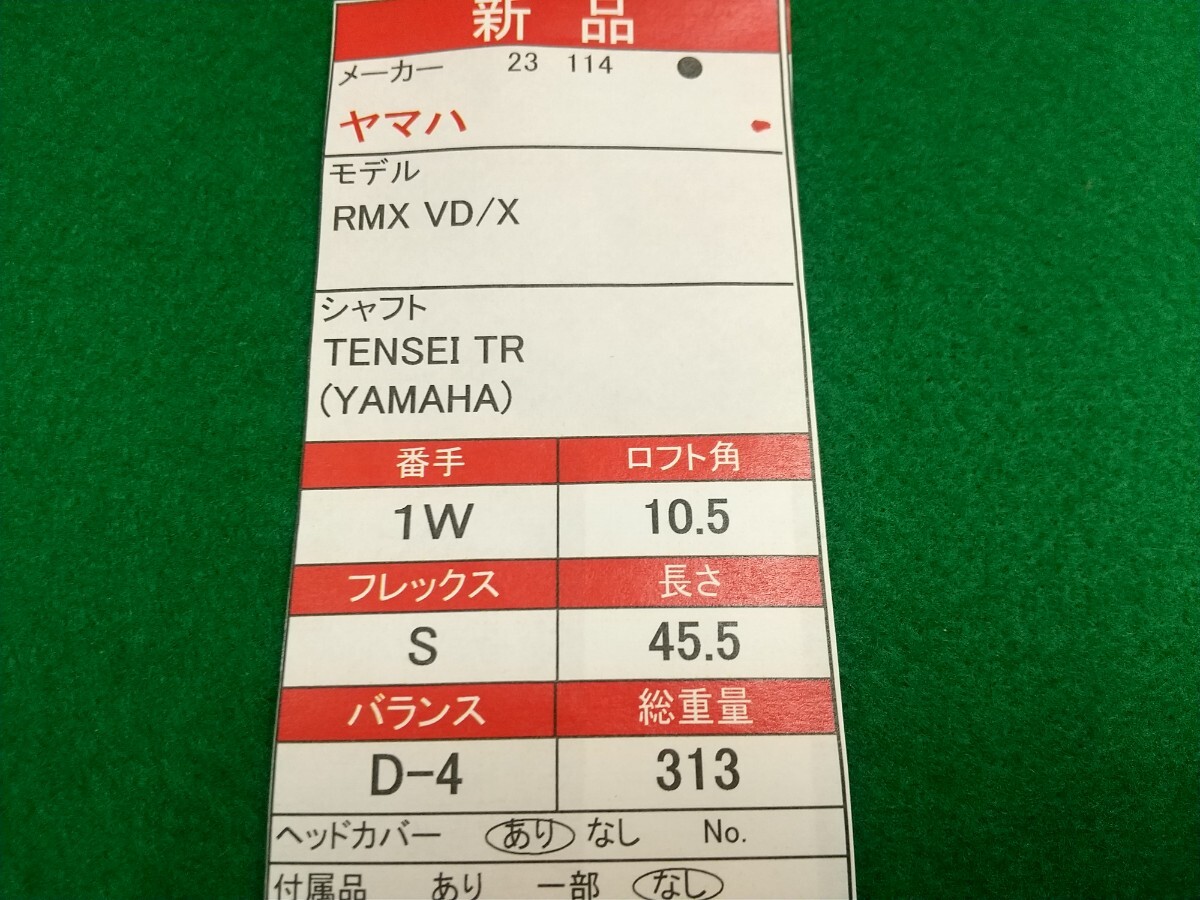 新品
メーカー 23 114
ヤマハ
モデル
RMX VD/X
シャフト
TENSEI TR
(YAMAHA)
番手 ロフト角
1W 10.5
フレックス 長さ
S 45.5
バランス 総重量
D-4 313
ヘッドカバー あり なし No.
付属品 あり 一部 なし